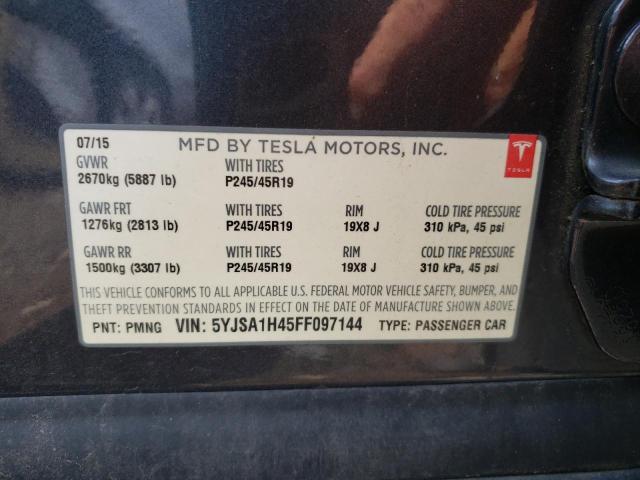 07/15 MFD BY TESLA MOTORS, INC.
TESLA
GVWR WITH TIRES
2670kg (5887 lb) P245/45R19
GAWR FRT WITH TIRES RIM COLD TIRE PRESSURE
1276kg (2813 lb) P245/45R19 19X8 J 310 kPa, 45 psi
GAWR RR WITH TIRES RIM COLD TIRE PRESSURE
1500kg (3307 lb) P245/45R19 19X8 J 310 kPa, 45 psi
THIS VEHICLE CONFORMS TO ALL APPLICABLE U.S. FEDERAL MOTOR VEHICLE SAFETY, BUMPER, AND
THEFT PREVENTION STANDARDS IN EFFECT ON THE DATE OF MANUFACTURE SHOWN ABOVE.
PNT: PMNG VIN: 5YJSA1H45FF097144 TYPE: PASSENGER CAR